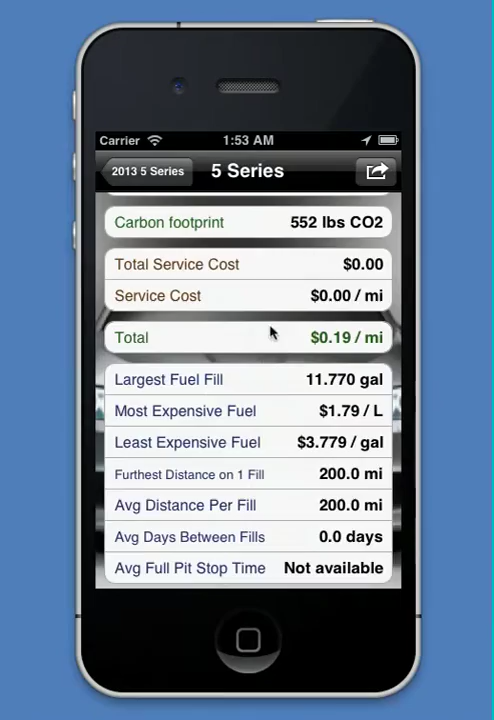 Carrier 1:53 AM
2013 5 Series 5 Series
Carbon footprint 552 lbs CO2
Total Service Cost $0.00
Service Cost $0.00 / mi
Total $0.19 / mi
Largest Fuel Fill 11.770 gal
Most Expensive Fuel $1.79 / L
Least Expensive Fuel $3.779 / gal
Furthest Distance on 1 Fill 200.0 mi
Avg Distance Per Fill 200.0 mi
Avg Days Between Fills 0.0 days
Avg Full Pit Stop Time Not available